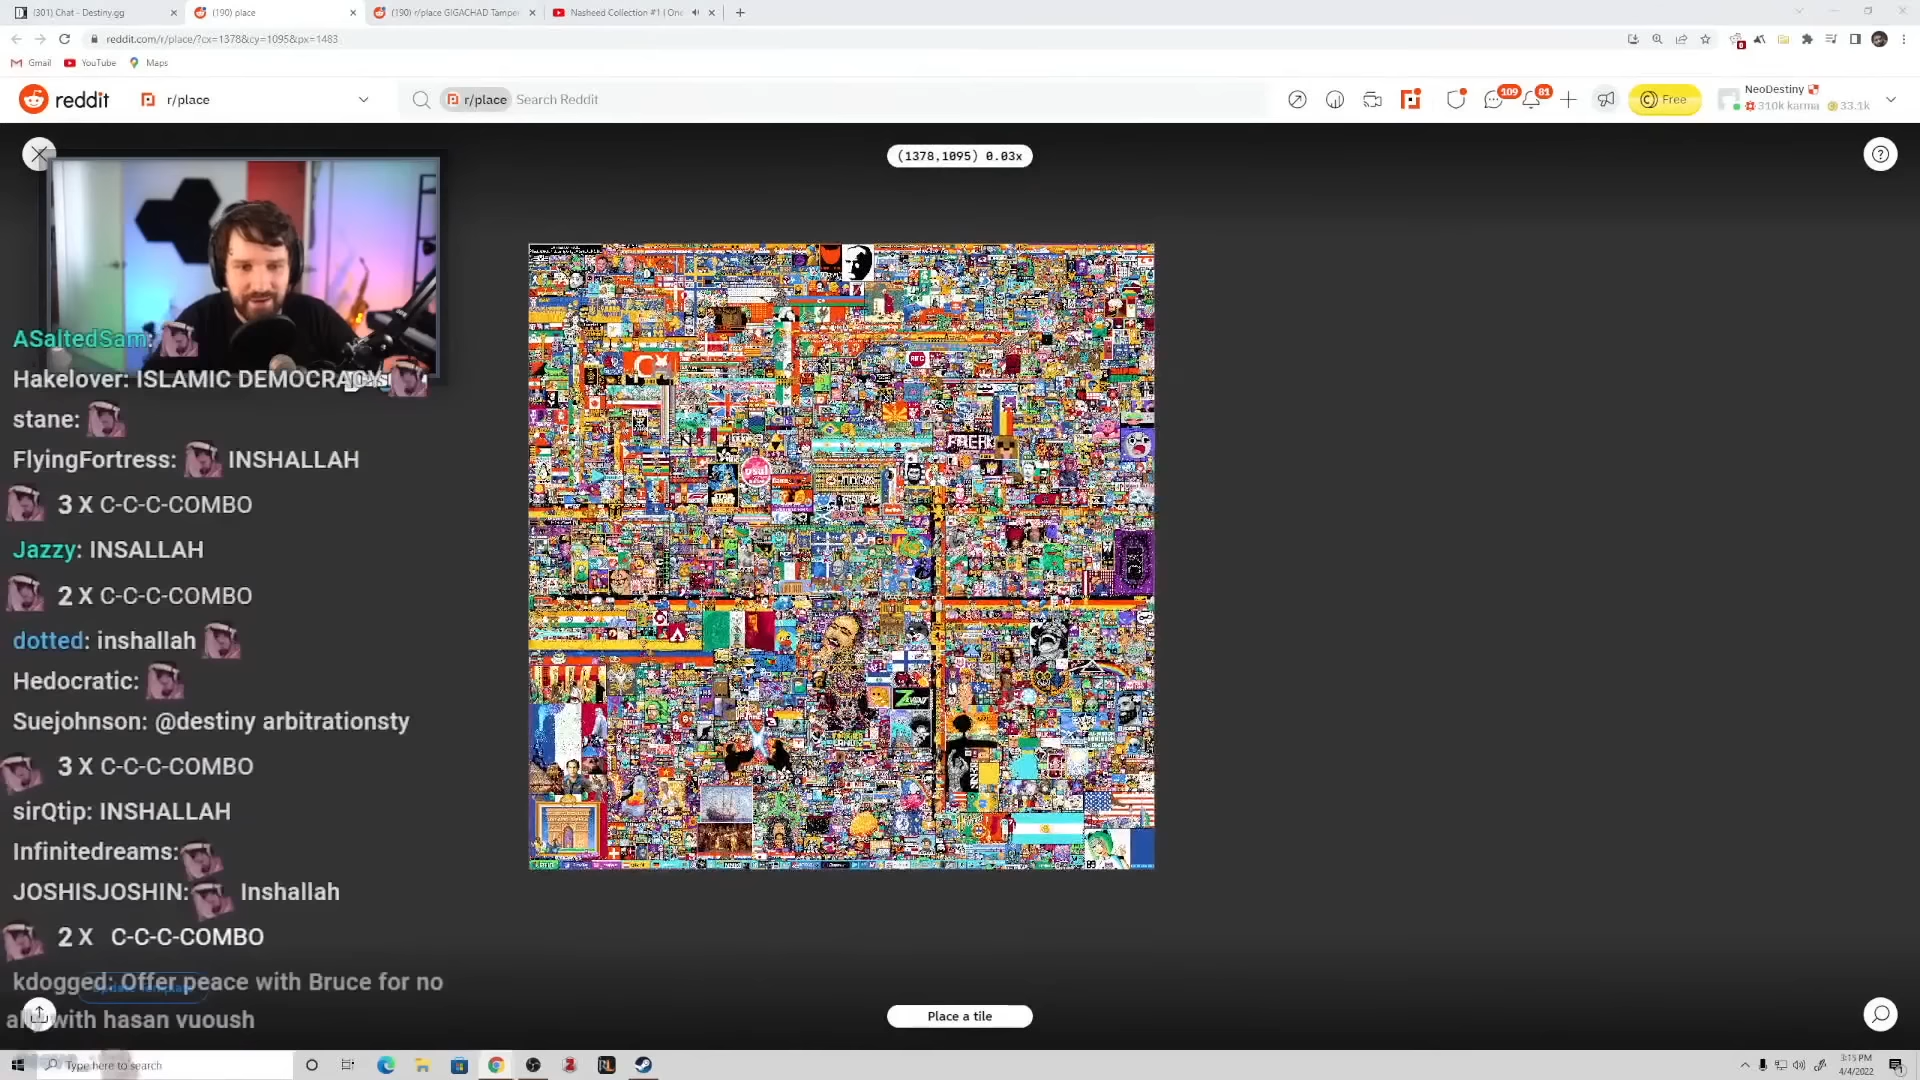 (301) Chat - Destiny.gg
(190) place
(190) r/place GIGACHAD Tamper
Nasheed Collection #1 (One
reddit.com/r/place/?cx=1378&cy=1095&px=1483
Gmail
YouTube
Maps
reddit
r/place
r/place
Search Reddit
109
81
Free
NeoDestiny
310k karma
33.1k
(1378,1095) 0.03x
ASaltedSam:
Hakelover: ISLAMIC DEMOCRACY
stane:
FlyingFortress: INSHALLAH
3 X C-C-C-COMBO
Jazzy: INSALLAH
2 X C-C-C-COMBO
dotted: inshallah
Hedocratic:
Suejohnson: @destiny arbitrationsty
3 X C-C-C-COMBO
sirQtip: INSHALLAH
Infinitedreams:
JOSHISJOSHIN: Inshallah
2 X C-C-C-COMBO
kdogged: Offer peace with Bruce for no
ally with hasan vuoush
Place a tile
Type here to search
3:15 PM
4/4/2022